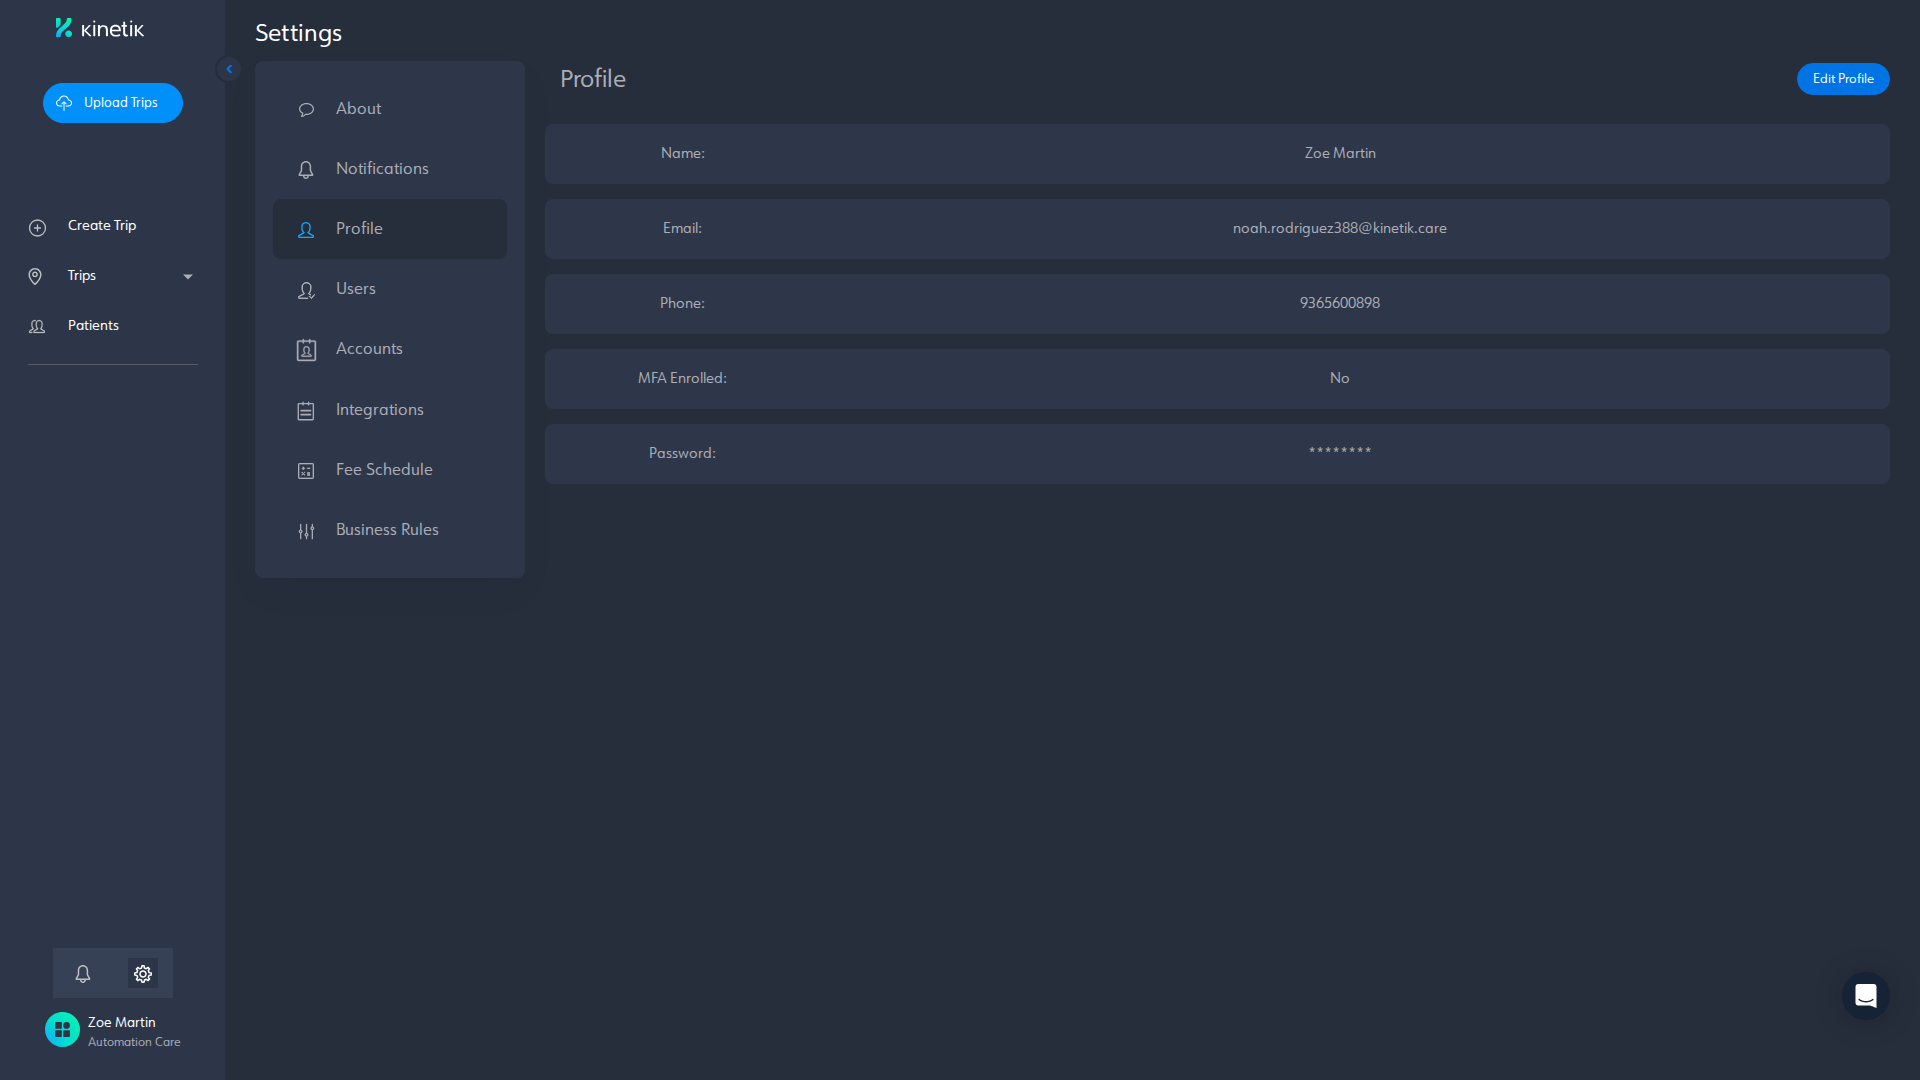 kinetik
Upload Trips
Create Trip
Trips
Patients
Zoe Martin
Automation Care
Settings
About
Notifications
Profile
Users
Accounts
Integrations
Fee Schedule
Business Rules
Profile
Edit Profile
Name: Zoe Martin
Email: noah.rodriguez388@kinetik.care
Phone: 9365600898
MFA Enrolled: No
Password: ********